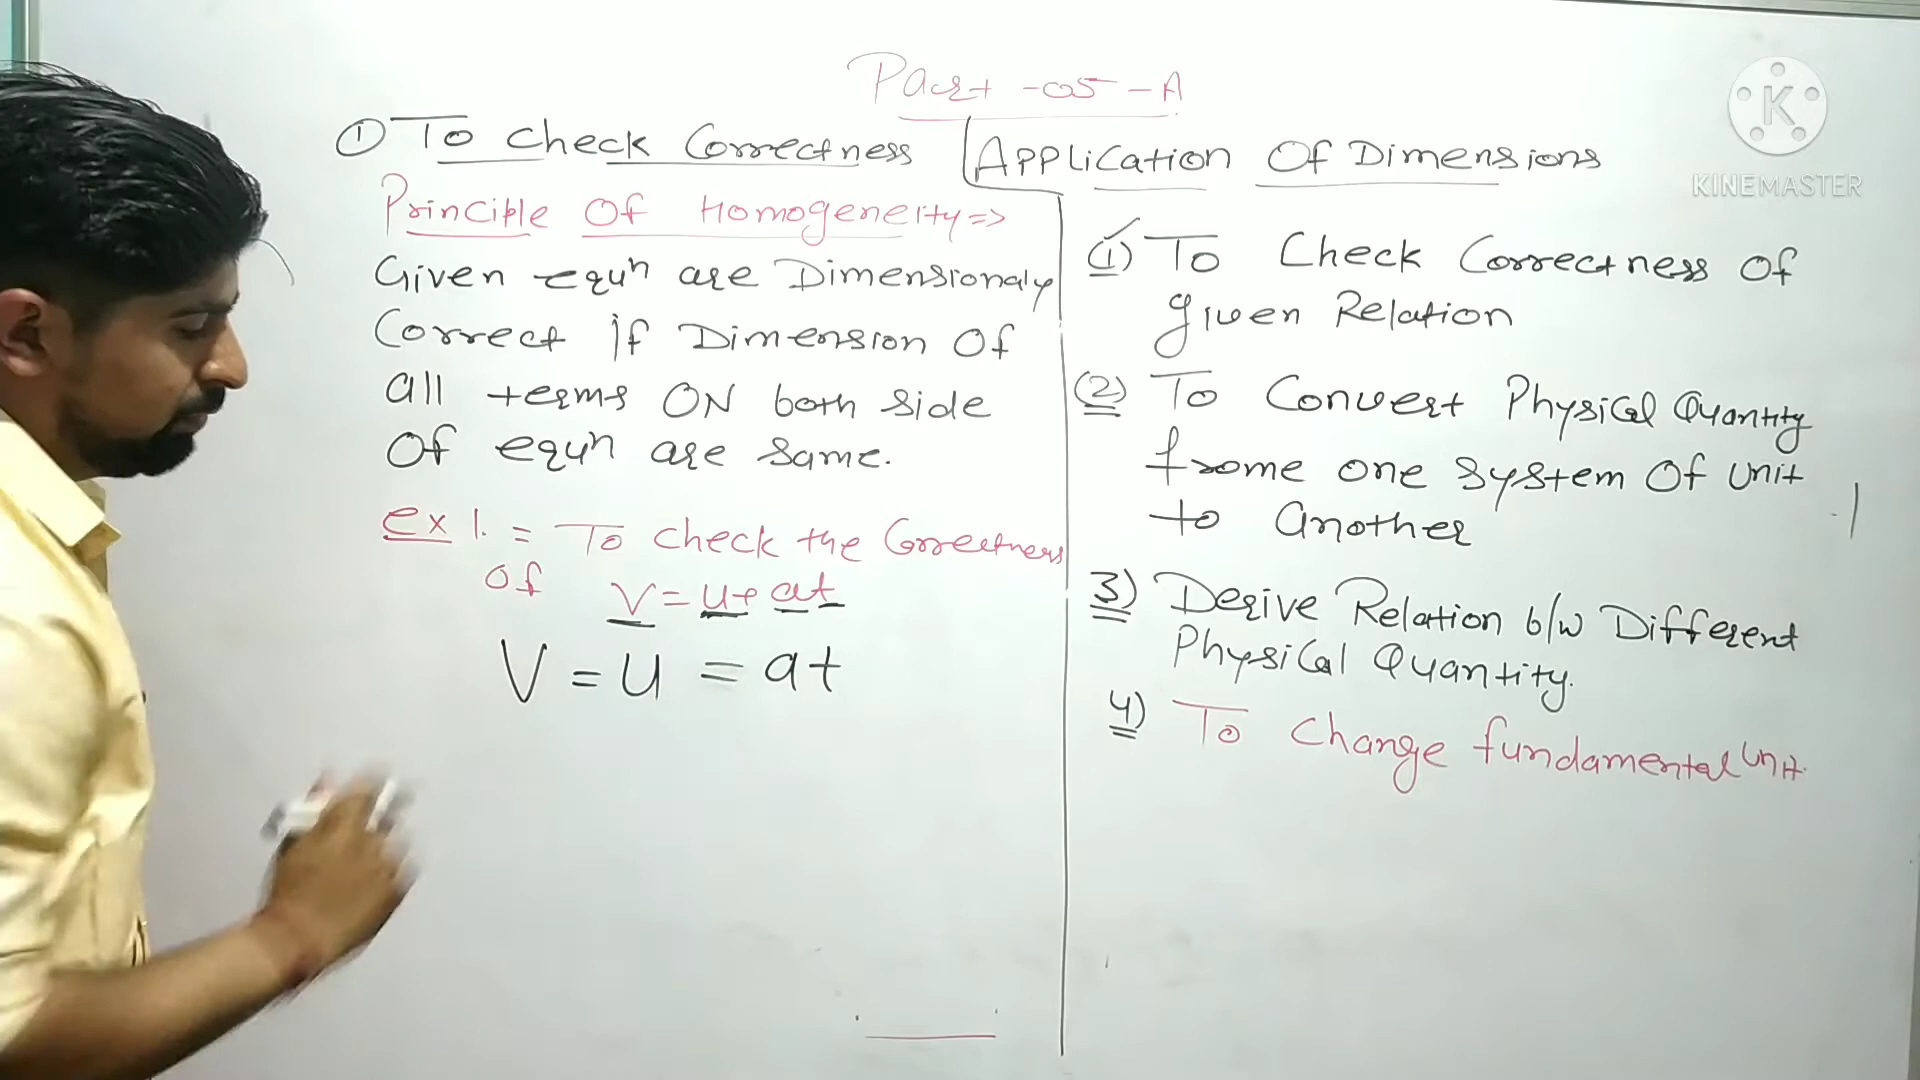 Part -05-A
① To Check Correctness
Principle Of Homogeneity=>
Given equⁿ are Dimensionaly
Correct if Dimension Of
all terms ON both side
Of equⁿ are same.
ex 1. = To check the Correctness
Of V = u+at
V = u = at
Application Of Dimensions
(1) To Check Correctness Of
given Relation
(2) To Convert Physical Quantity
frome one system Of Unit
to another
3) Derive Relation b/w Different
Physical Quantity.
4) To Change fundamental Unit.
K
KINEMASTER